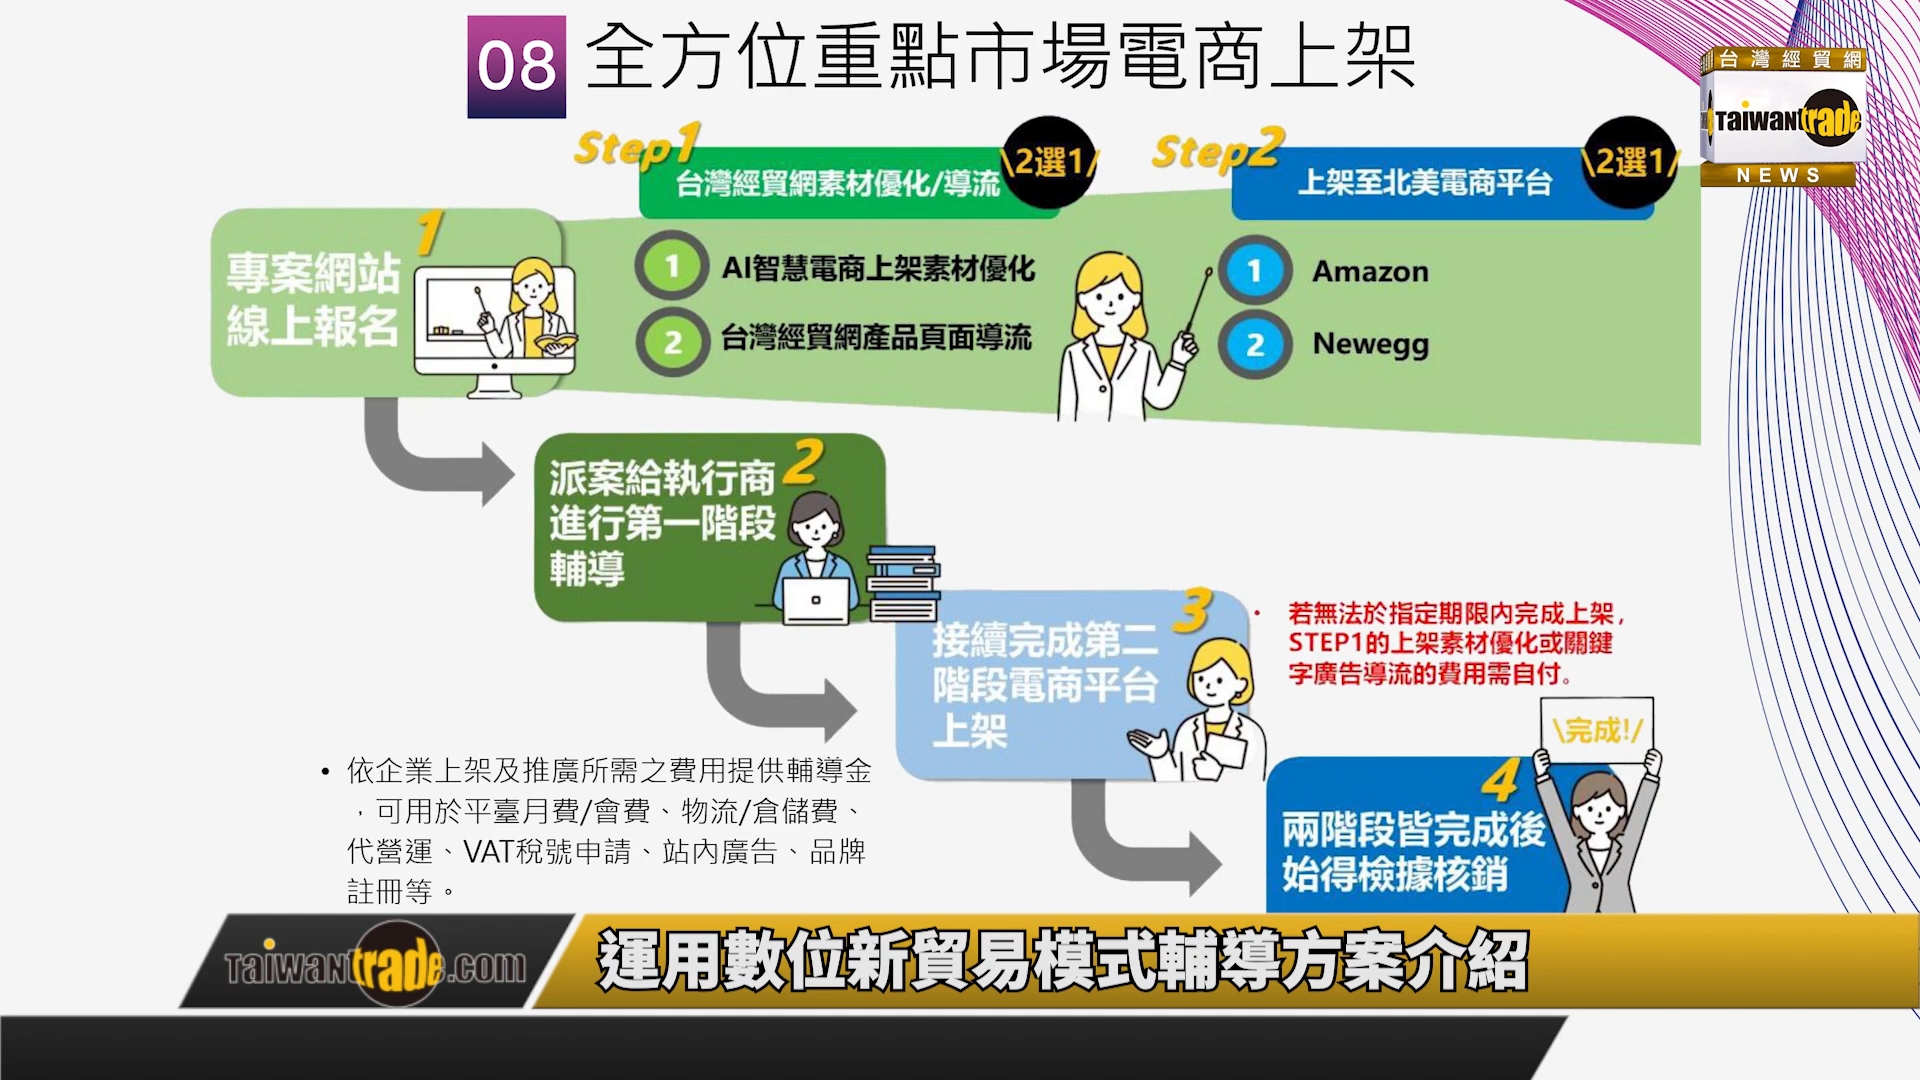 08 全方位重點市場電商上架
台灣經貿網
Taiwantrade
NEWS
Step1
台灣經貿網素材優化/導流
\2選1/
Step2
上架至北美電商平台
\2選1/
1
專案網站
線上報名
1 AI智慧電商上架素材優化
2 台灣經貿網產品頁面導流
1 Amazon
2 Newegg
2
派案給執行商
進行第一階段
輔導
3
接續完成第二
階段電商平台
上架
• 若無法於指定期限內完成上架,
STEP1的上架素材優化或關鍵
字廣告導流的費用需自付。
\完成!/
4
兩階段皆完成後
始得檢據核銷
• 依企業上架及推廣所需之費用提供輔導金
，可用於平臺月費/會費、物流/倉儲費、
代營運、VAT稅號申請、站內廣告、品牌
註冊等。
Taiwantrade.com
運用數位新貿易模式輔導方案介紹